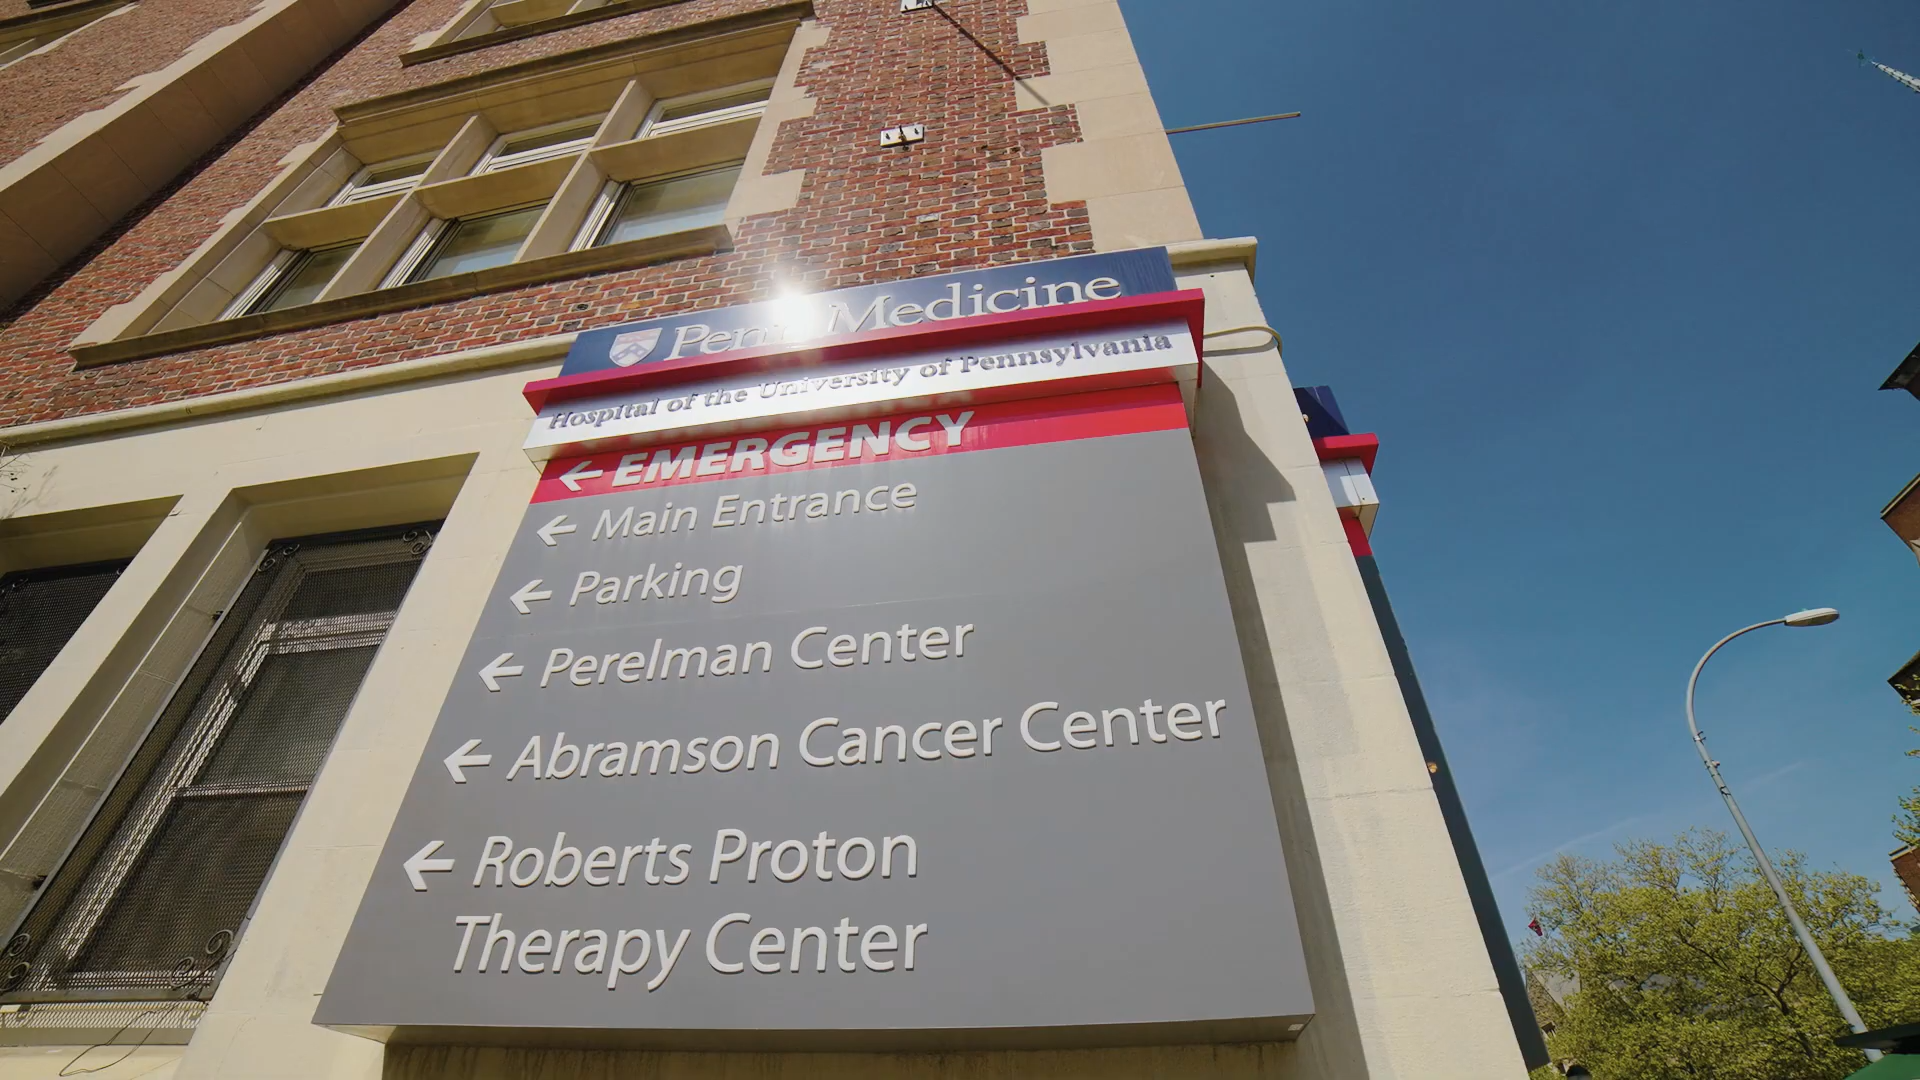 Penn Medicine
Hospital of the University of Pennsylvania
← EMERGENCY
← Main Entrance
← Parking
← Perelman Center
← Abramson Cancer Center
← Roberts Proton
Therapy Center